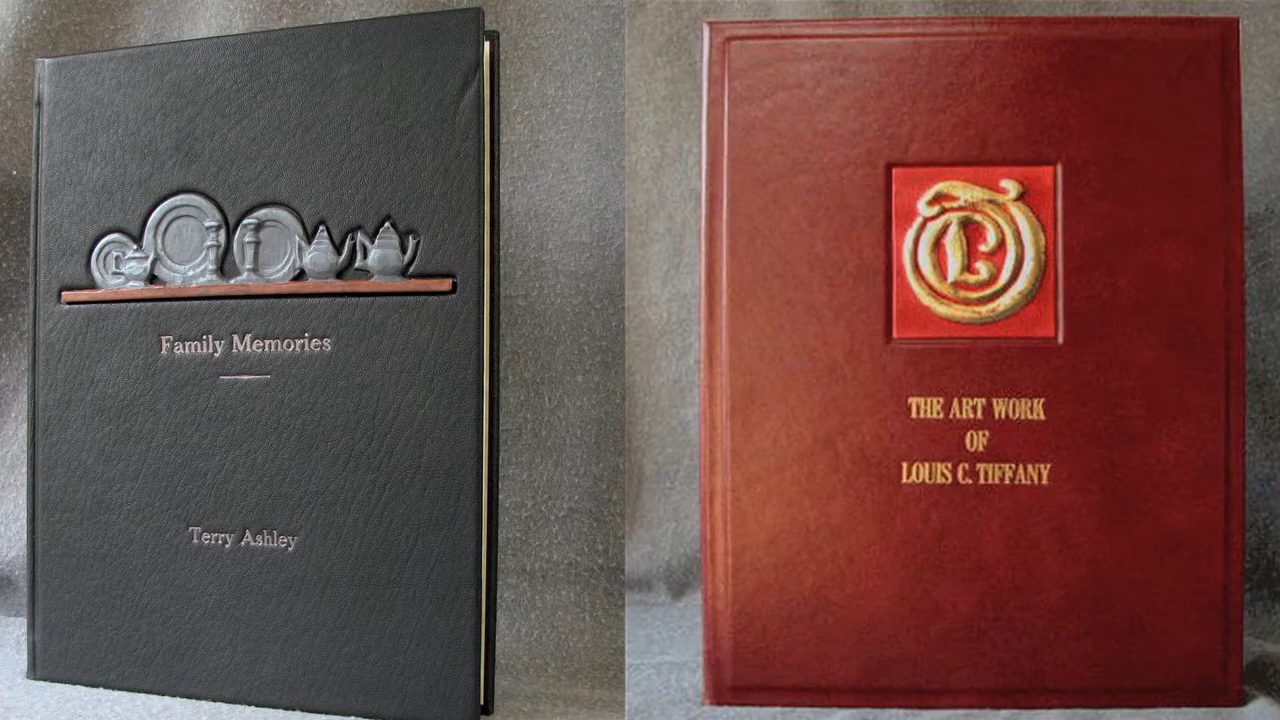 Family Memories
Terry Ashley
THE ART WORK
OF
LOUIS C. TIFFANY